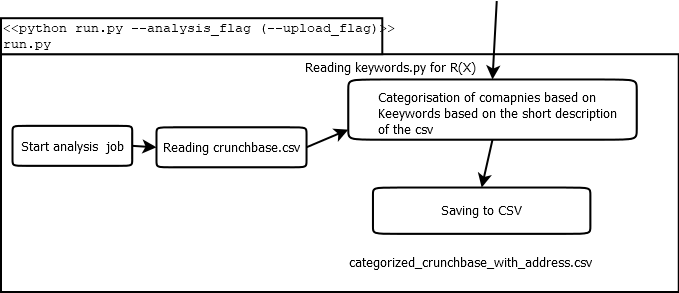 <<python run.py --analysis_flag (--upload_flag)>>
run.py
Reading keywords.py for R(X)
Categorisation of comapnies based on
Keeywords based on the short description
of the csv
Start analysis job
Reading crunchbase.csv
Saving to CSV
categorized_crunchbase_with_address.csv